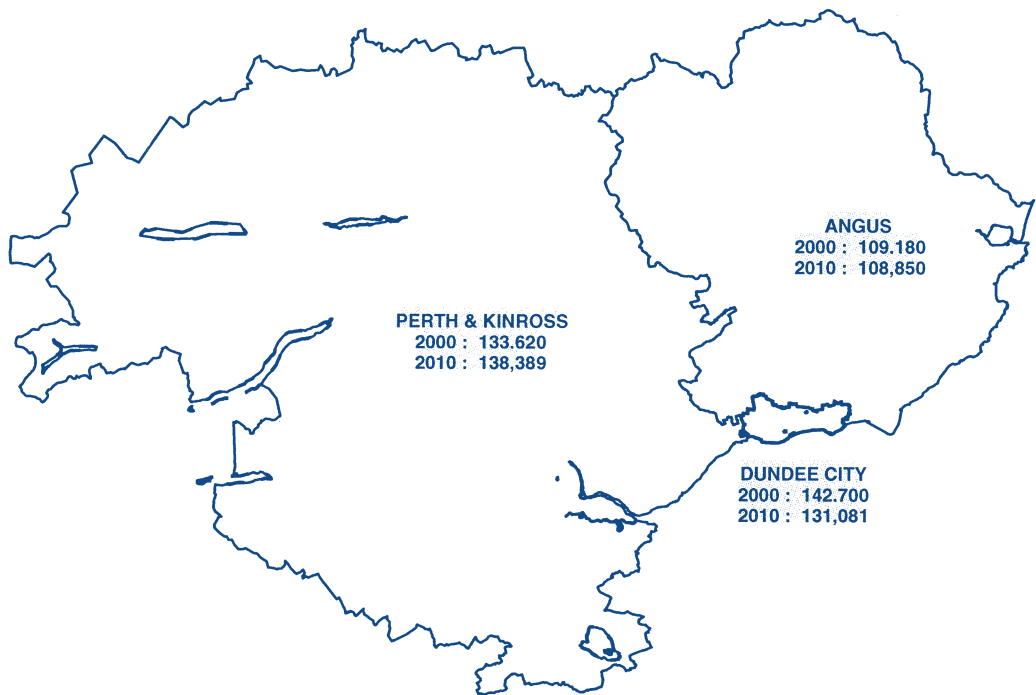 ANGUS
2000 : 109.180
2010 : 108,850
PERTH & KINROSS
2000 : 133.620
2010 : 138,389
DUNDEE CITY
2000 : 142.700
2010 : 131,081